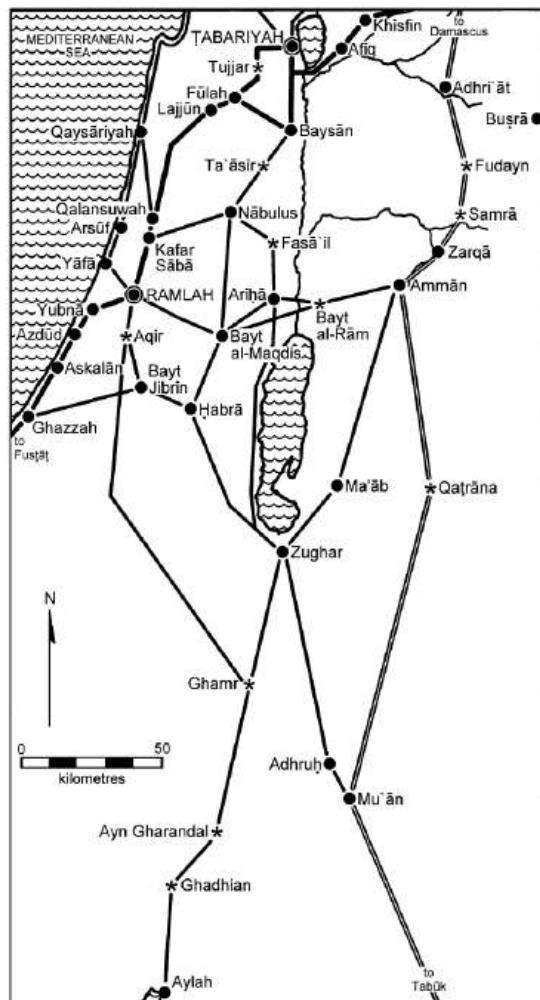 MEDITERRANEAN
SEA
ṬABARIYAH
Khisfin
to
Damascus
Tujjar
Afiq
Fūlah
Adhri`āt
Lajjūn
Buṣrā
Qaysāriyah
Baysān
Ta`āsir
Fudayn
Qalansuwah
Nābulus
Samrā
Arsūf
Kafar
Sābā
Fasā`il
Zarqā
Yāfā
RAMLAH
Arīḥā
Ammān
Yubnā
Bayt
al-Rām
Azdūd
Aqir
Bayt
al-Maqdis
Askalān
Bayt
Jibrīn
Ḥabrā
Ghazzah
to
Fusṭāṭ
Ma'āb
Qaṭrāna
Zughar
N
Ghamr
0
50
kilometres
Adhruḥ
Mu`ān
Ayn Gharandal
Ghadhian
to
Tabūk
Aylah